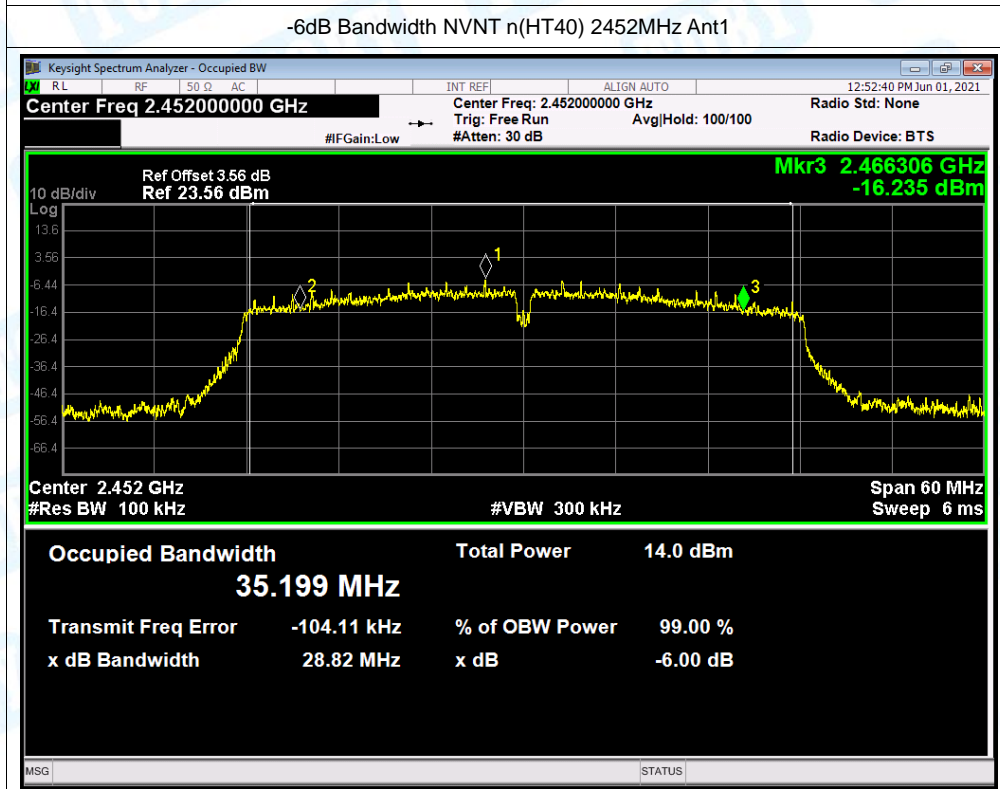 -6dB Bandwidth NVNT n(HT40) 2452MHz Ant1
Keysight Spectrum Analyzer - Occupied BW
LXI RL RF 50 Ω AC INT REF ALIGN AUTO 12:52:40 PM Jun 01, 2021
Center Freq 2.452000000 GHz Center Freq: 2.452000000 GHz Radio Std: None
Trig: Free Run Avg|Hold: 100/100
#IFGain:Low #Atten: 30 dB Radio Device: BTS
Mkr3 2.466306 GHz
-16.235 dBm
Ref Offset 3.56 dB
10 dB/div Ref 23.56 dBm
Log
13.6
3.56
-6.44
-16.4
-26.4
-36.4
-46.4
-56.4
-66.4
1
2
3
Center 2.452 GHz Span 60 MHz
#Res BW 100 kHz #VBW 300 kHz Sweep 6 ms
Occupied Bandwidth Total Power 14.0 dBm
35.199 MHz
Transmit Freq Error -104.11 kHz % of OBW Power 99.00 %
x dB Bandwidth 28.82 MHz x dB -6.00 dB
MSG STATUS